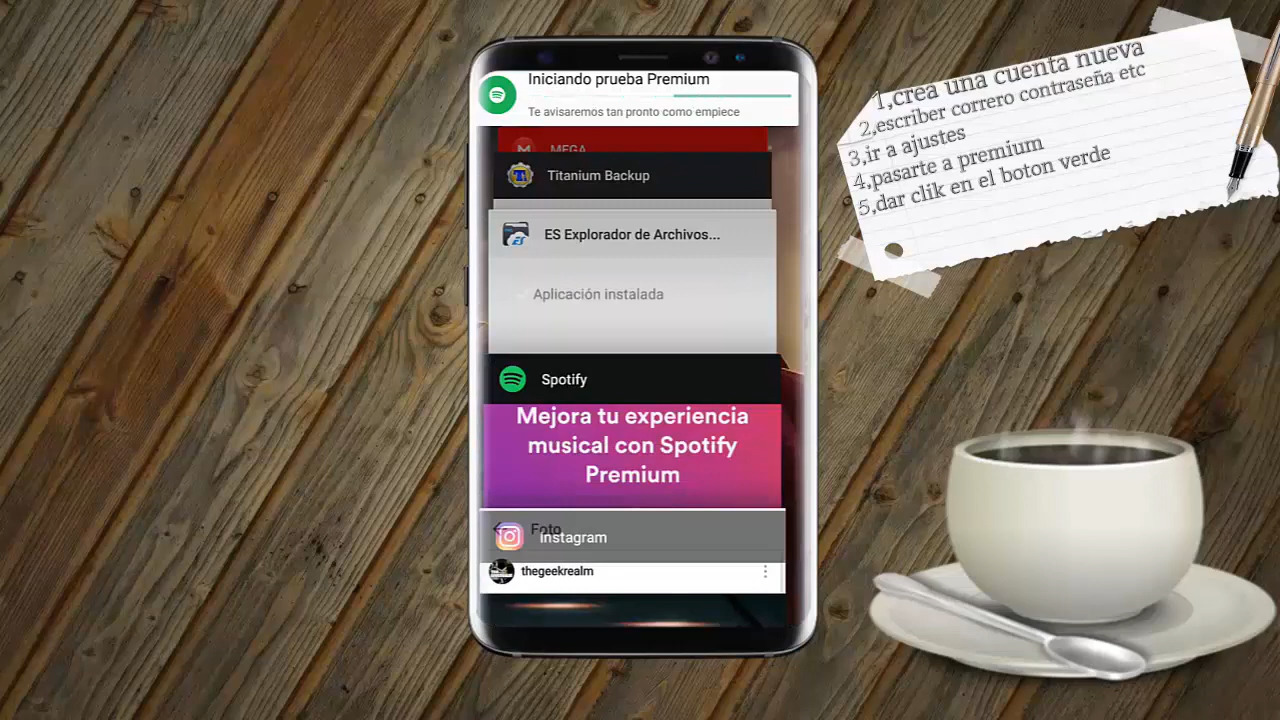 Iniciando prueba Premium
Te avisaremos tan pronto como empiece
MEGA
Titanium Backup
ES Explorador de Archivos...
Aplicación instalada
Spotify
Mejora tu experiencia
musical con Spotify
Premium
Foto
Instagram
thegeekrealm
1,crea una cuenta nueva
2,escriber correro contraseña etc
3,ir a ajustes
4,pasarte a premium
5,dar clik en el boton verde